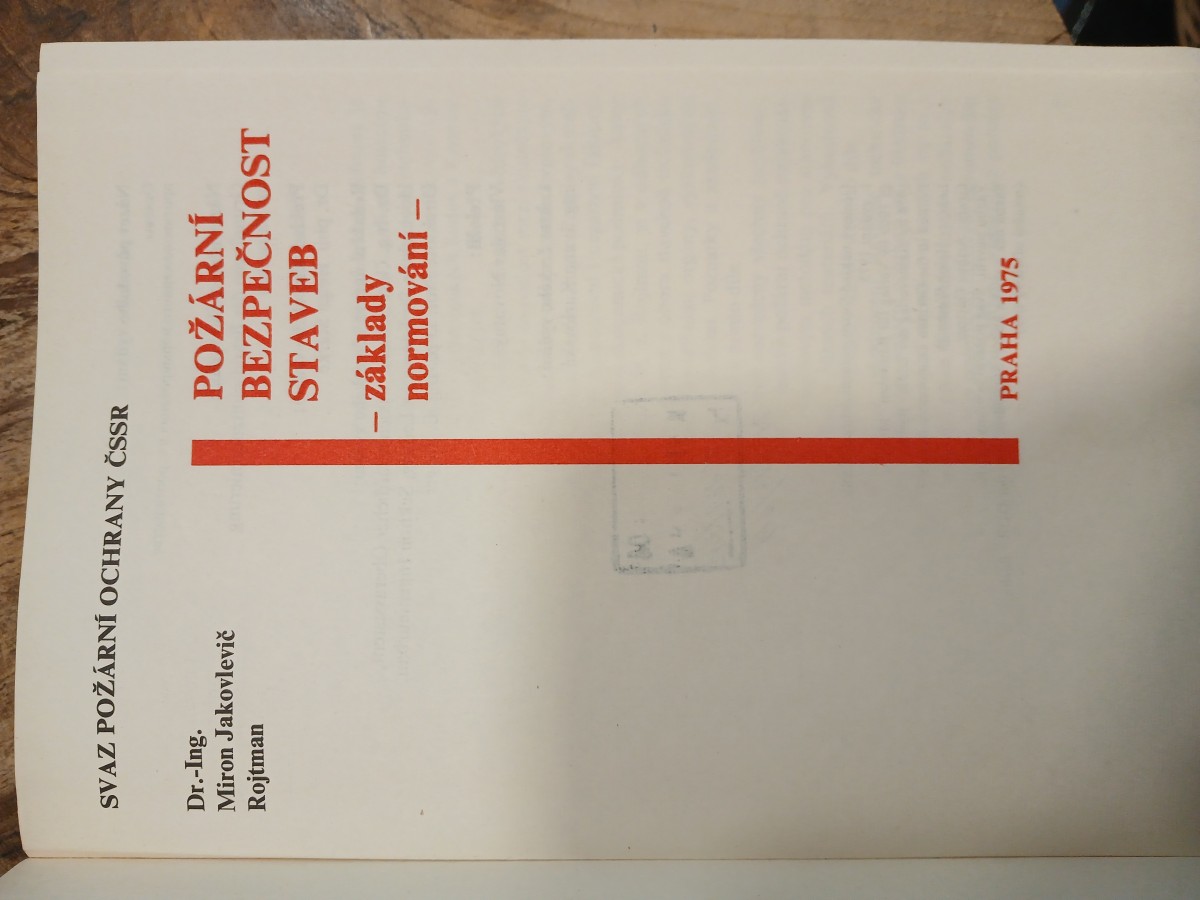 SVAZ POŽÁRNÍ OCHRANY ČSSR
Dr.-Ing.
Miron Jakovlevič
Rojtman
POŽÁRNÍ
BEZPEČNOST
STAVEB
– základy
normování –
PRAHA 1975